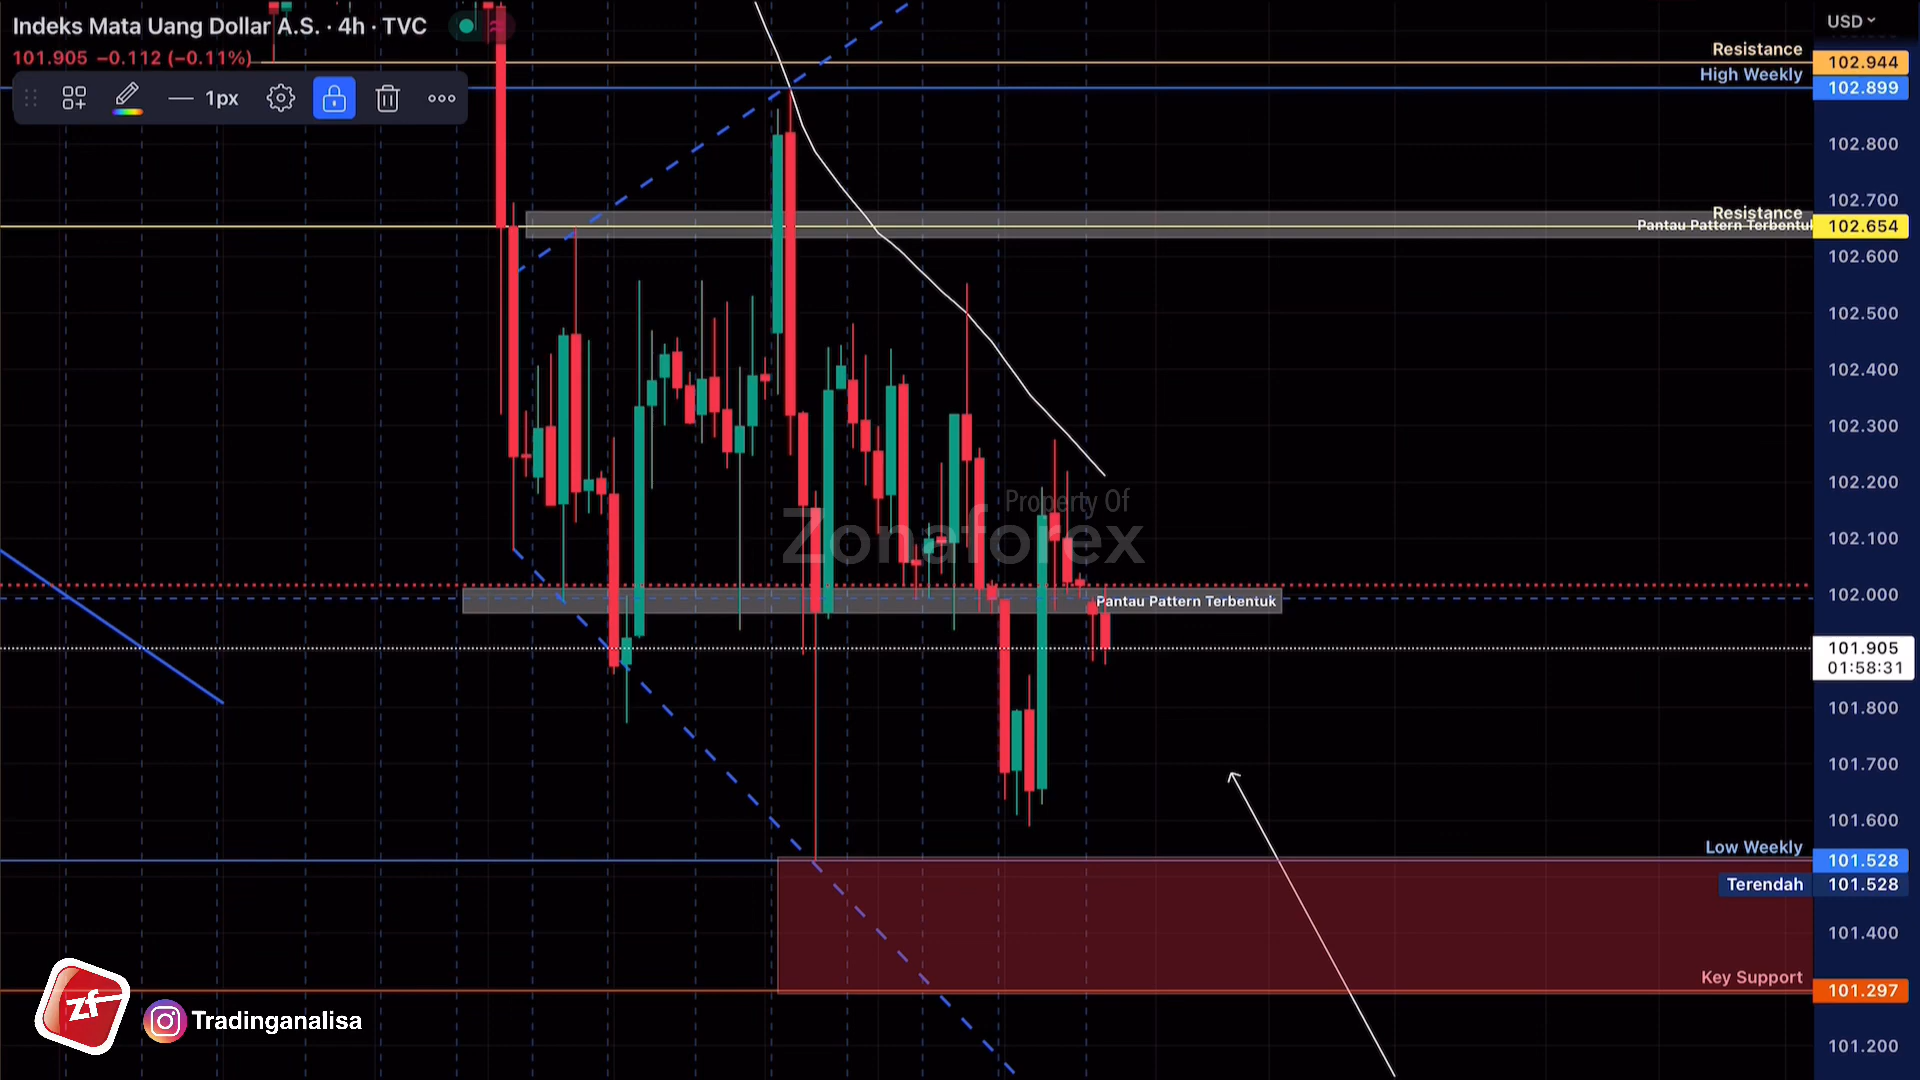 Indeks Mata Uang Dollar A.S. · 4h · TVC
101.905 −0.112 (−0.11%)
1px
USD
Resistance
102.944
High Weekly
102.899
102.800
102.700
Resistance
Pantau Pattern Terbentuk
102.654
102.600
102.500
102.400
102.300
102.200
Property Of
Zonaforex
102.100
102.000
Pantau Pattern Terbentuk
101.905
01:58:31
101.800
101.700
101.600
Low Weekly
101.528
Terendah
101.528
101.400
Key Support
101.297
101.200
zf
Tradinganalisa